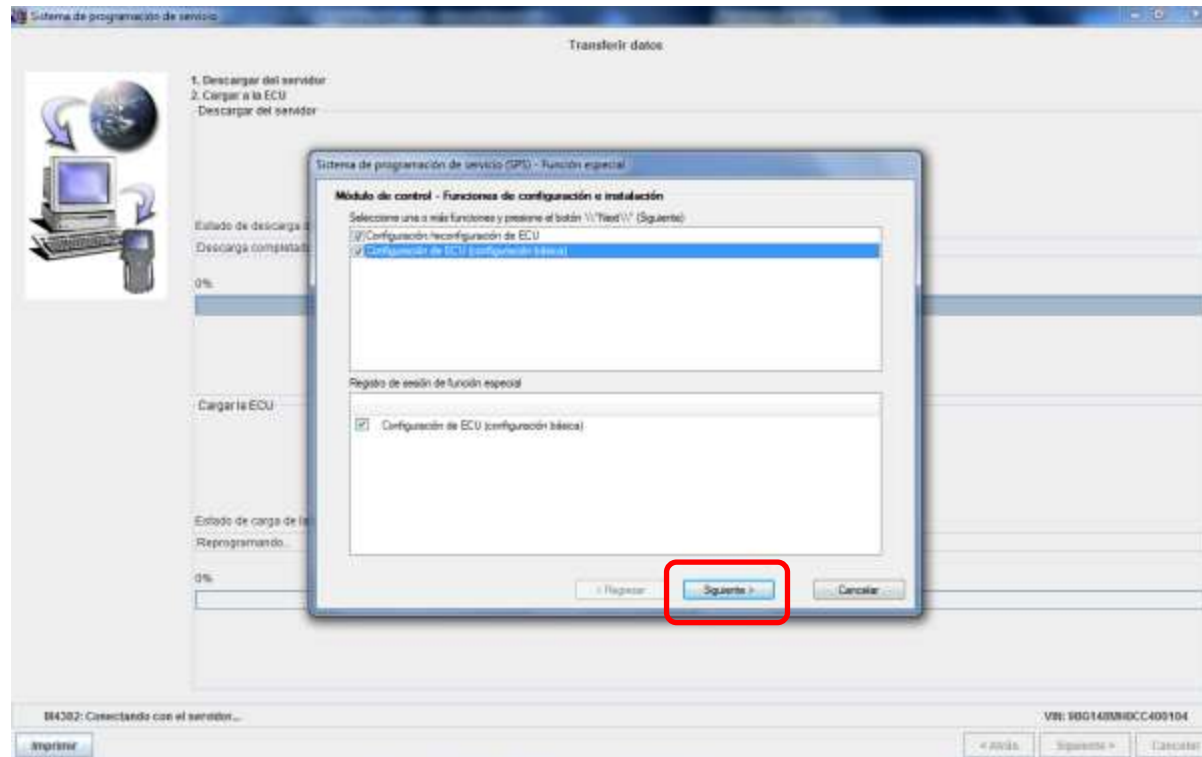 Sistema de programación de servicio
Transferir datos
1. Descargar del servidor
2. Cargar a la ECU
Descargar del servidor
Sistema de programación de servicio (SPS) - Función especial
Módulo de control - Funciones de configuración e instalación
Seleccione una o más funciones y presione el botón \\"Next\\" (Siguiente)
Configuración /reconfiguración de ECU
Configuración de ECU (configuración básica)
Estado de descarga
Descarga completad
0%
Registro de sesión de función especial
Cargar la ECU
Configuración de ECU (configuración básica)
Estado de carga de la
Reprogramando..
0%
< Regresar
Siguiente >
Cancelar
Conectando con el servidor...
VIN:
Imprimir
< Atrás
Siguiente >
Cancelar